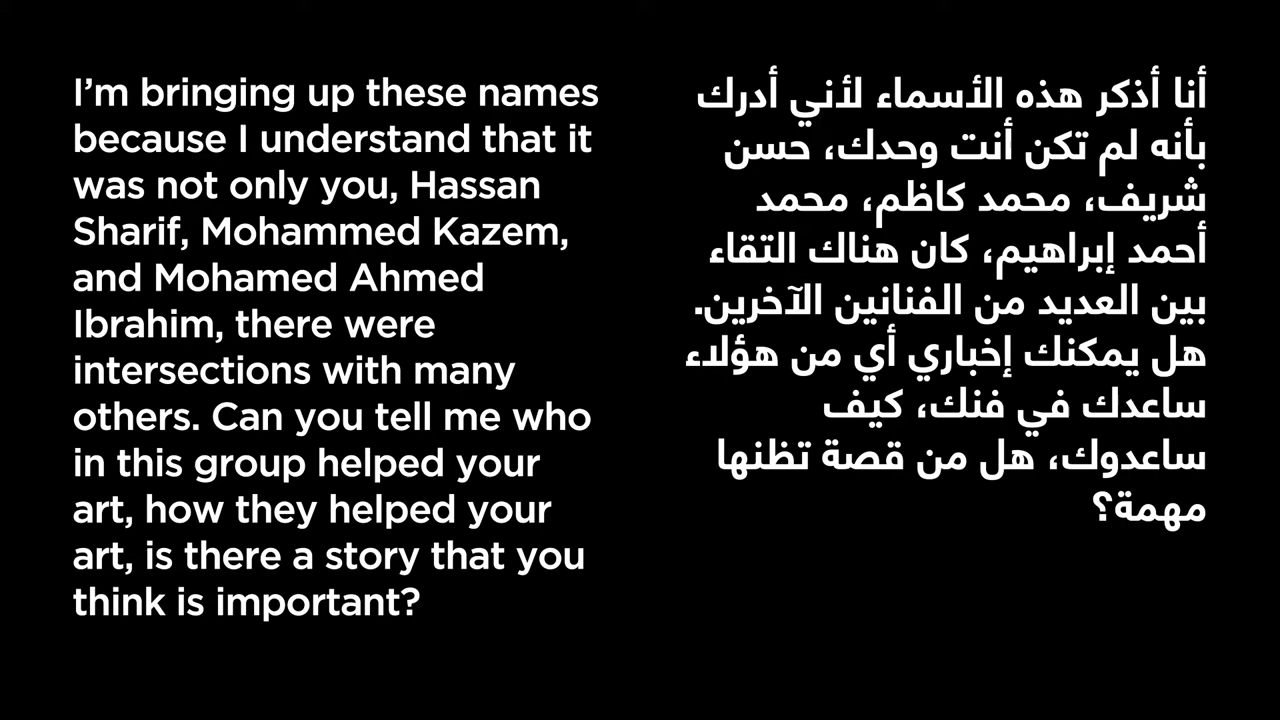 I’m bringing up these names
because I understand that it
was not only you, Hassan
Sharif, Mohammed Kazem,
and Mohamed Ahmed
Ibrahim, there were
intersections with many
others. Can you tell me who
in this group helped your
art, how they helped your
art, is there a story that you
think is important?
أنا أذكر هذه الأسماء لأني أدرك
بأنه لم تكن أنت وحدك، حسن
شريف، محمد كاظم، محمد
أحمد إبراهيم، كان هناك التقاء
بين العديد من الفنانين الآخرين.
هل يمكنك إخباري أي من هؤلاء
ساعدك في فنك، كيف
ساعدوك، هل من قصة تظنها
مهمة؟